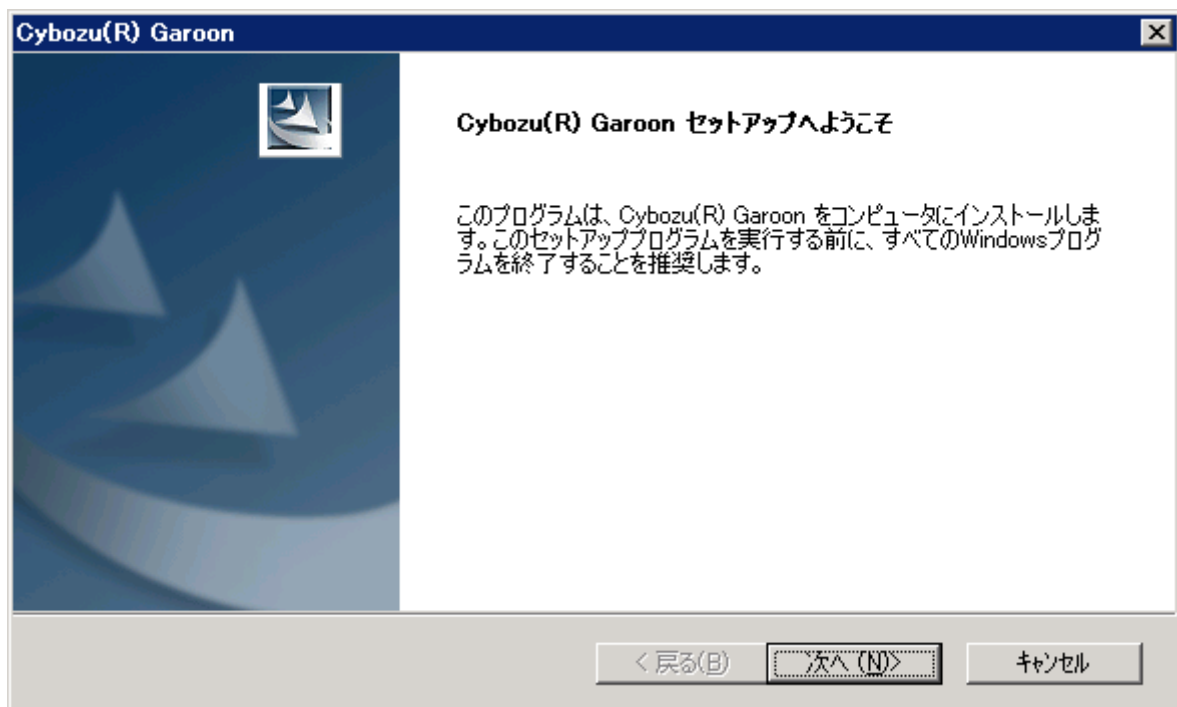 Cybozu(R) Garoon
Cybozu(R) Garoon セットアップへようこそ
このプログラムは、Cybozu(R) Garoon をコンピュータにインストールしま
す。このセットアッププログラムを実行する前に、すべてのWindowsプログ
ラムを終了することを推奨します。
< 戻る(B)
次へ (N)>
キャンセル